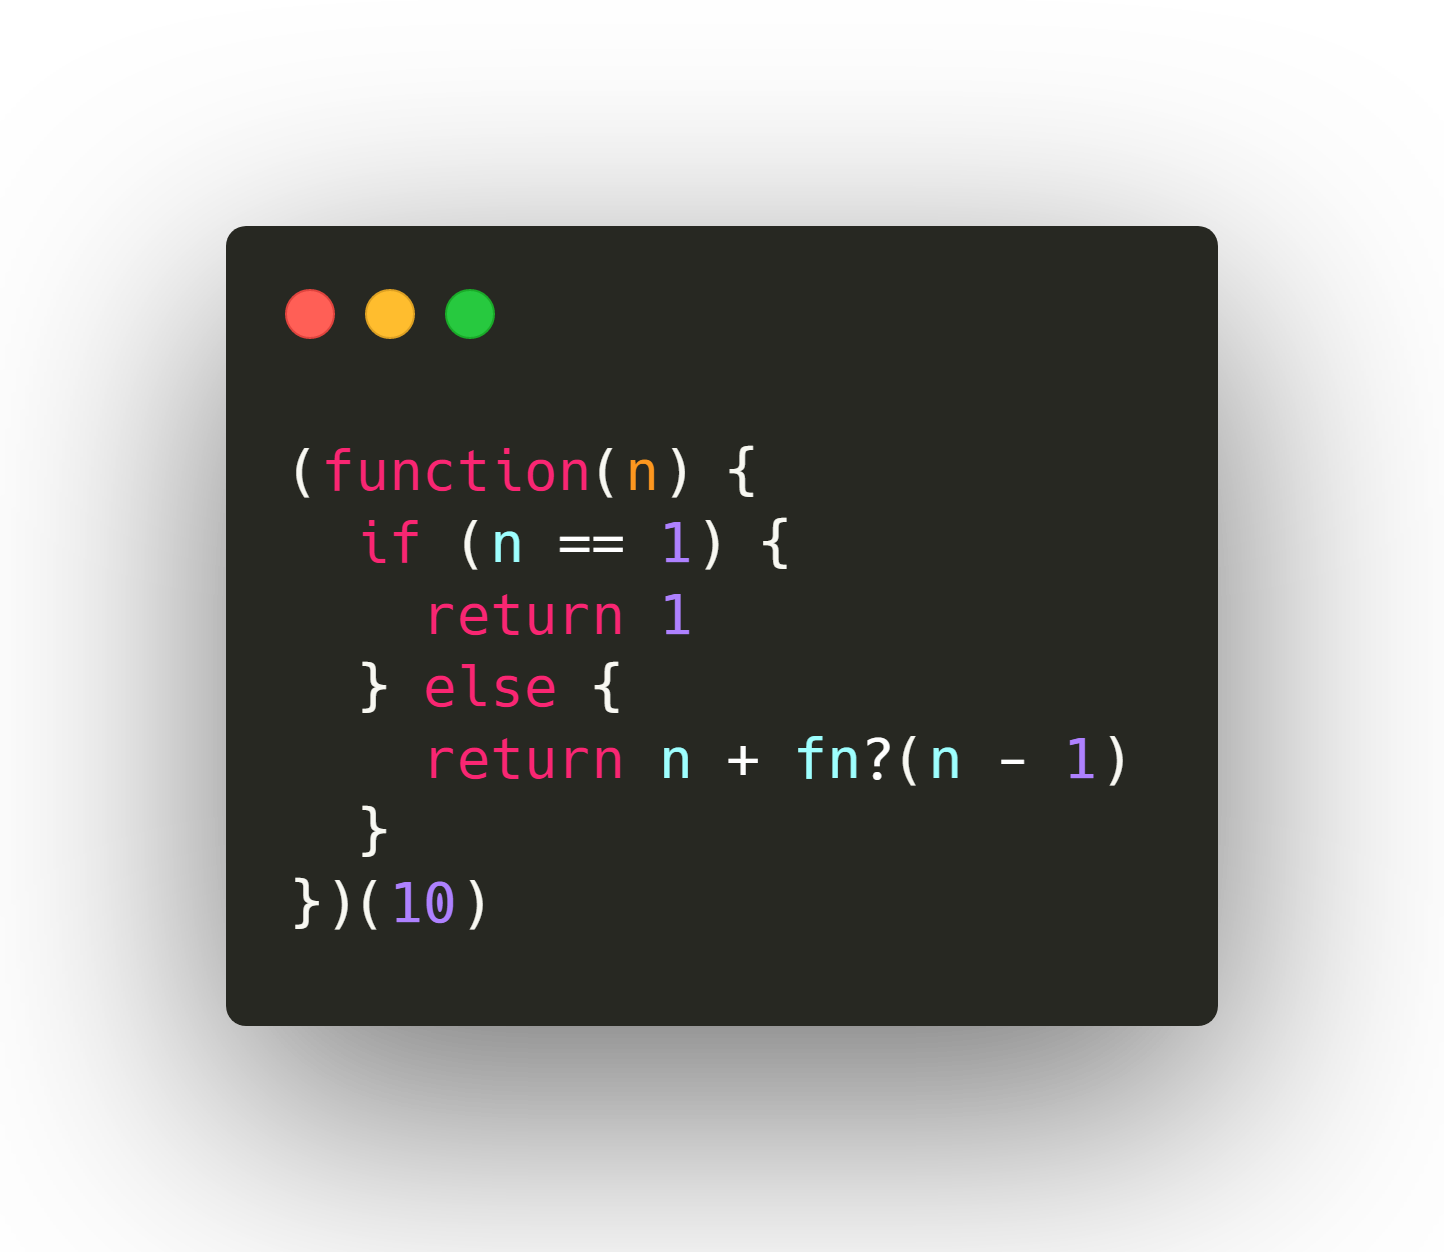 (function(n) {
  if (n == 1) {
    return 1
  } else {
    return n + fn?(n - 1)
  }
})(10)